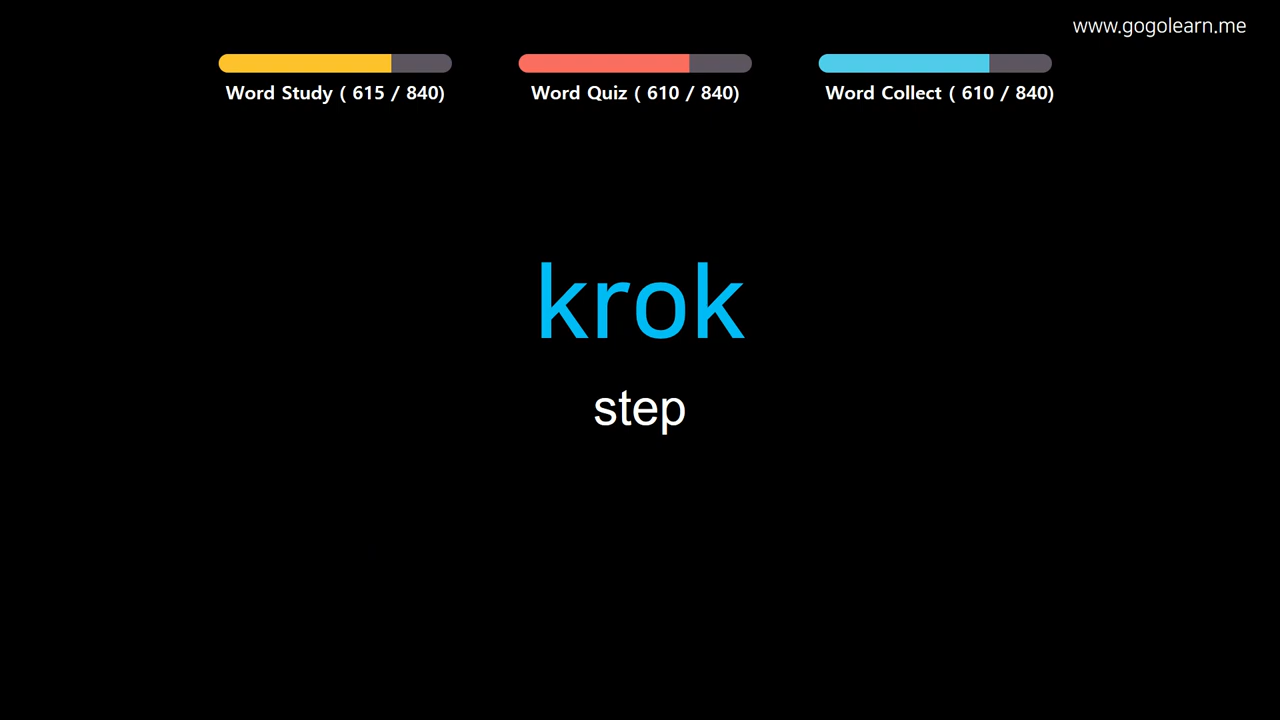 www.gogolearn.me
Word Study ( 615 / 840)
Word Quiz ( 610 / 840)
Word Collect ( 610 / 840)
krok
step